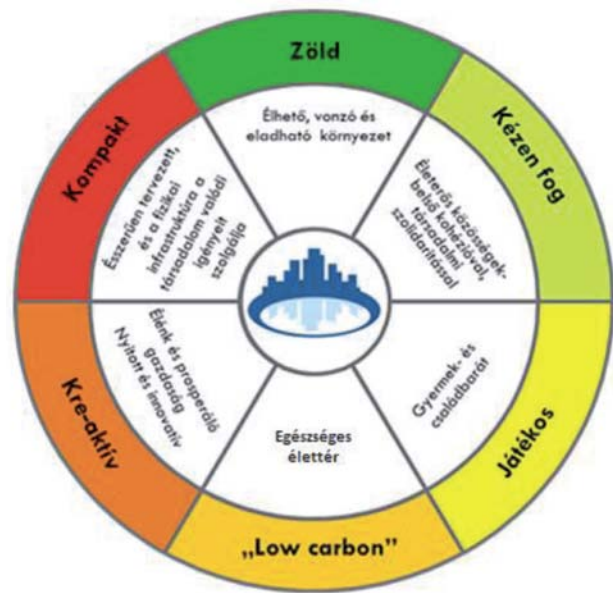 Zöld
Élhető, vonzó és
eladható környezet
Kézen fog
Életerős közösségek-
belső kohézióval,
társadalmi
szolidaritással
Játékos
Gyermek- és
családbarát
„Low carbon”
Egészséges
élettér
Kre-aktív
Élénk és prosperáló
gazdaság
Nyitott és innovatív
Kompakt
Ésszerűen tervezett,
és a fizikai
infrastruktúra a
társadalom valódi
igényeit
szolgálja